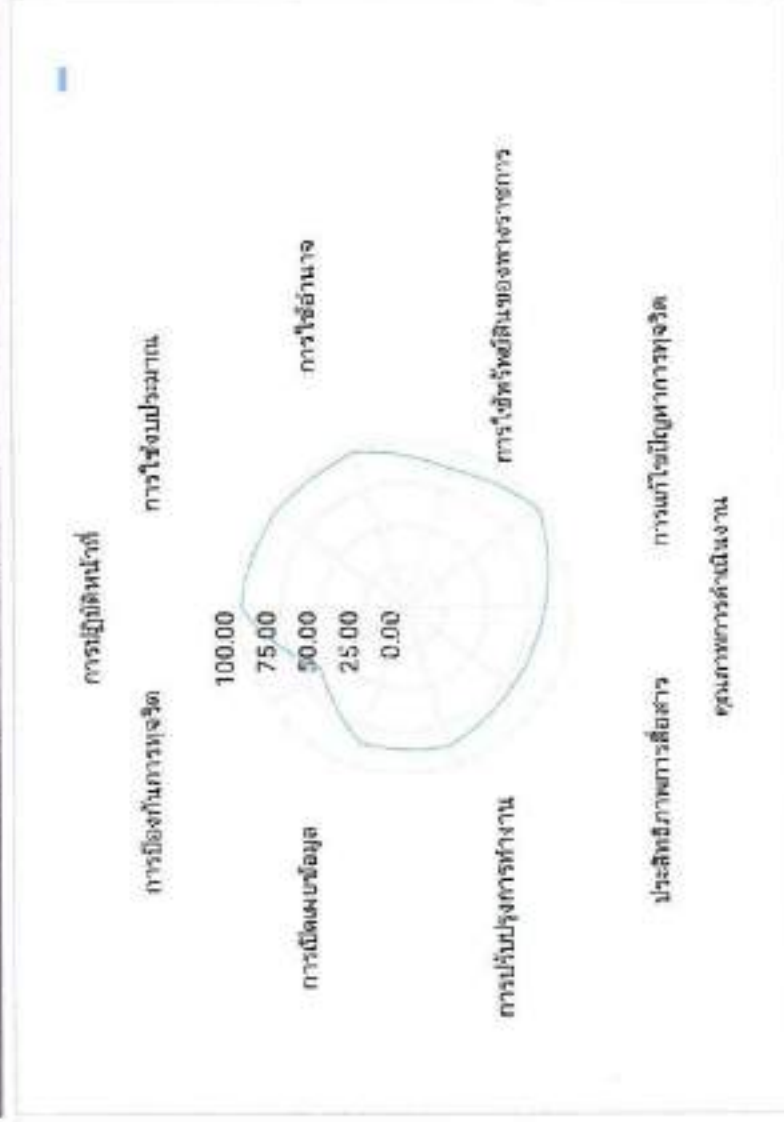 การปฏิบัติหน้าที่
การป้องกันการทุจริต
การใช้งบประมาณ
100.00
75.00
50.00
25.00
0.00
การเปิดเผยข้อมูล
การใช้อำนาจ
การปรับปรุงการทำงาน
การใช้ทรัพย์สินของทางราชการ
ประสิทธิภาพการสื่อสาร
การแก้ไขปัญหาการทุจริต
คุณภาพการดำเนินงาน